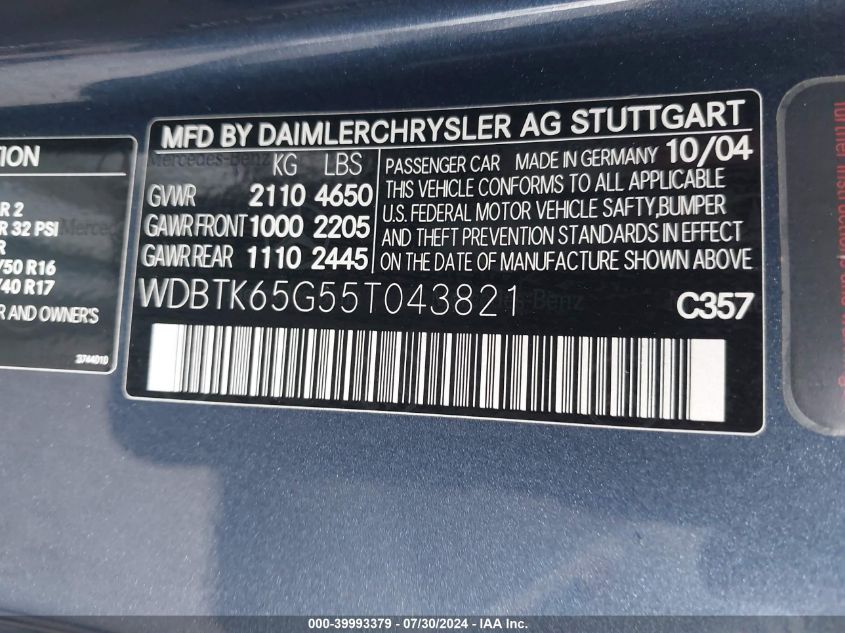 MFD BY DAIMLERCHRYSLER AG STUTTGART
Mercedes-Benz
KG LBS
GVWR 2110 4650
GAWR FRONT 1000 2205
GAWR REAR 1110 2445
PASSENGER CAR MADE IN GERMANY 10/04
THIS VEHICLE CONFORMS TO ALL APPLICABLE
U.S. FEDERAL MOTOR VEHICLE SAFTY,BUMPER
AND THEFT PREVENTION STANDARDS IN EFFECT
ON THE DATE OF MANUFACTURE SHOWN ABOVE
WDBTK65G55T043821
C357
ION
R 2
R 32 PSI
R
/50 R16
/40 R17
R AND OWNER'S
further
000-39993379 - 07/30/2024 - IAA Inc.